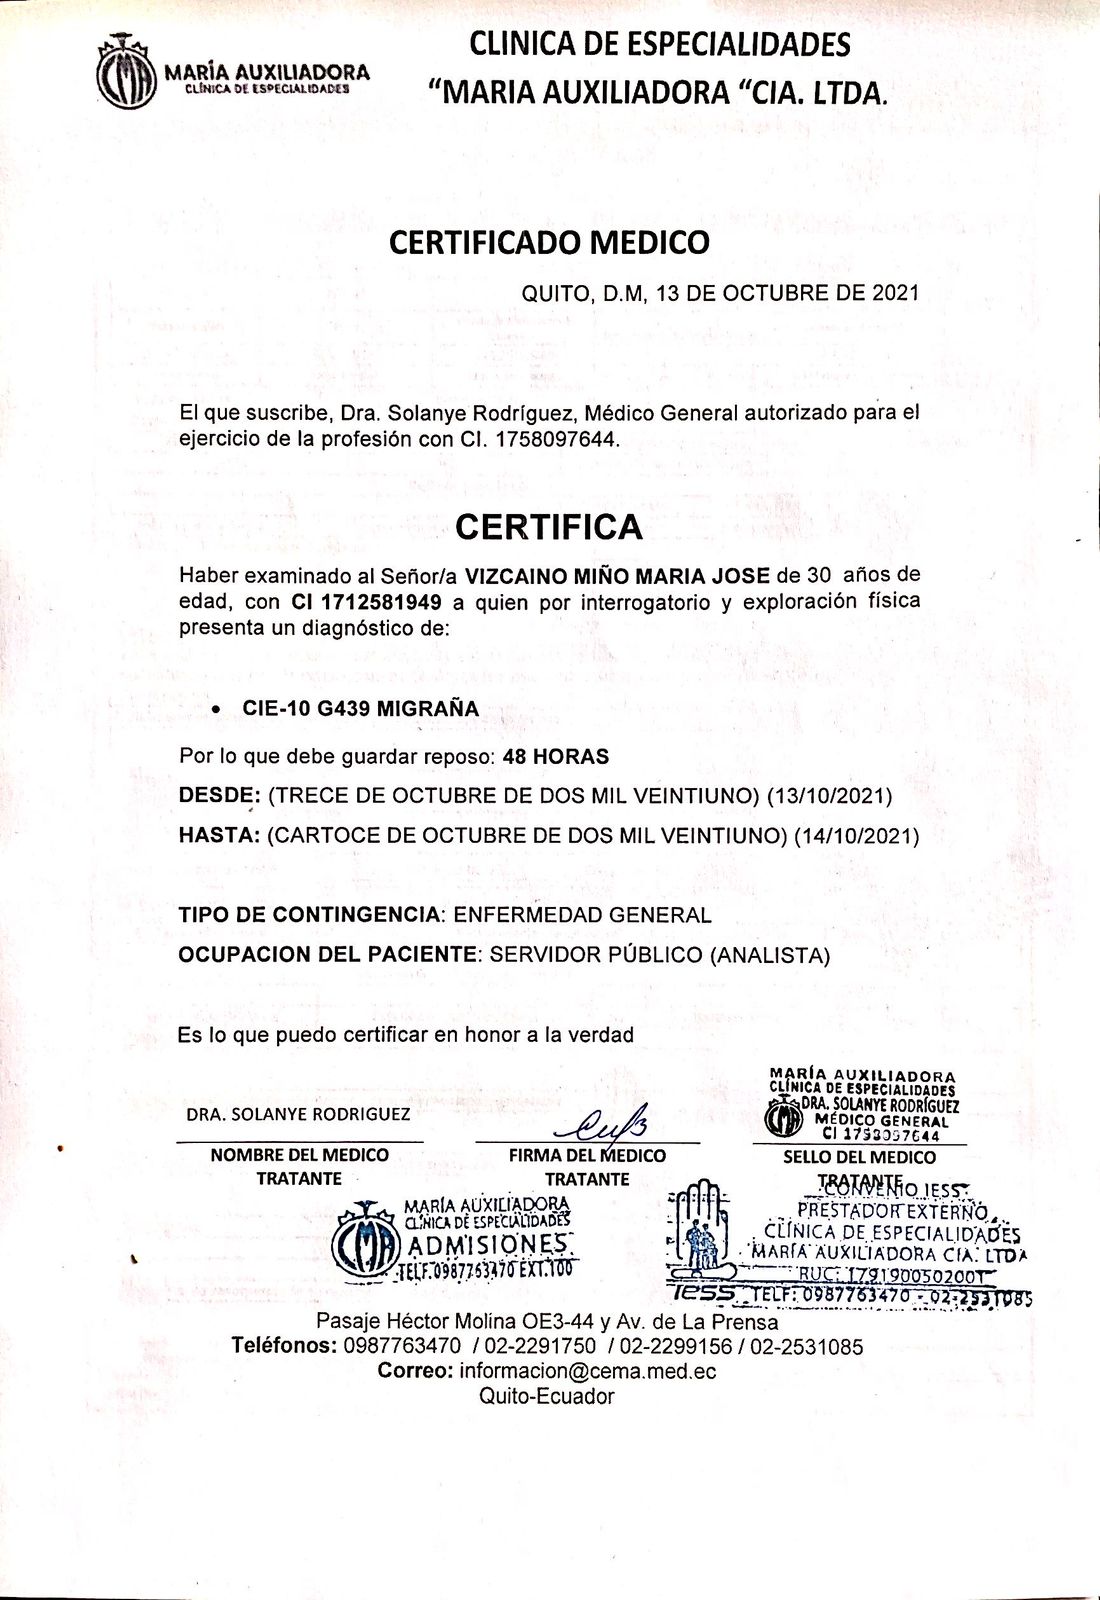 MARÍA AUXILIADORA
CLÍNICA DE ESPECIALIDADES
CLINICA DE ESPECIALIDADES
“MARIA AUXILIADORA “CIA. LTDA.
CERTIFICADO MEDICO
QUITO, D.M, 13 DE OCTUBRE DE 2021
El que suscribe, Dra. Solanye Rodríguez, Médico General autorizado para el
ejercicio de la profesión con CI. 1758097644.
CERTIFICA
Haber examinado al Señor/a VIZCAINO MIÑO MARIA JOSE de 30 años de
edad, con CI 1712581949 a quien por interrogatorio y exploración física
presenta un diagnóstico de:
• CIE-10 G439 MIGRAÑA
Por lo que debe guardar reposo: 48 HORAS
DESDE: (TRECE DE OCTUBRE DE DOS MIL VEINTIUNO) (13/10/2021)
HASTA: (CARTOCE DE OCTUBRE DE DOS MIL VEINTIUNO) (14/10/2021)
TIPO DE CONTINGENCIA: ENFERMEDAD GENERAL
OCUPACION DEL PACIENTE: SERVIDOR PÚBLICO (ANALISTA)
Es lo que puedo certificar en honor a la verdad
MARÍA AUXILIADORA
CLÍNICA DE ESPECIALIDADES
DRA. SOLANYE RODRÍGUEZ
MÉDICO GENERAL
CI
DRA. SOLANYE RODRIGUEZ
NOMBRE DEL MEDICO
TRATANTE
FIRMA DEL MEDICO
TRATANTE
SELLO DEL MEDICO
TRATANTE
MARÍA AUXILIADORA
CLÍNICA DE ESPECIALIDADES
ADMISIONES
TELF.0987763470 EXT.100
CONVENIO IESS
PRESTADOR EXTERNO
CLÍNICA DE ESPECIALIDADES
MARÍA AUXILIADORA CIA. LTDA
RUC: 1791900502001
IESS TELF: 0987763470 - 02-2531085
Pasaje Héctor Molina OE3-44 y Av. de La Prensa
Teléfonos: 0987763470 / 02-2291750 / 02-2299156 / 02-2531085
Correo: informacion@cema.med.ec
Quito-Ecuador